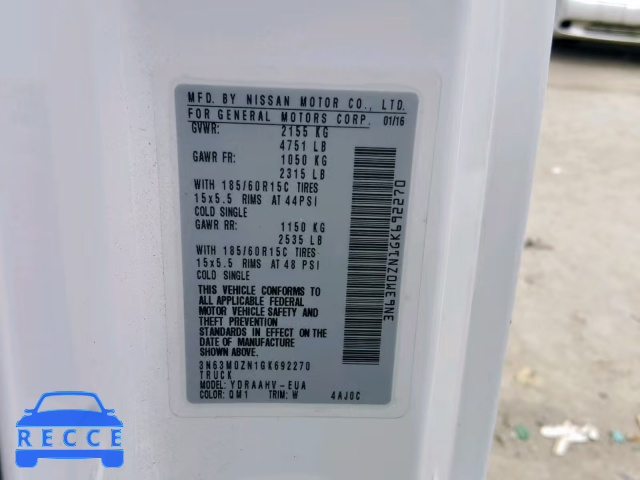 MFD. BY NISSAN MOTOR CO., LTD.
FOR GENERAL MOTORS CORP. 01/16
GVWR: 2155 KG
4751 LB
GAWR FR: 1050 KG
2315 LB
WITH 185/60R15C TIRES
15x5.5 RIMS AT 44PSI
COLD SINGLE
GAWR RR: 1150 KG
2535 LB
WITH 185/60R15C TIRES
15x5.5 RIMS AT 48 PSI
COLD SINGLE
THIS VEHICLE CONFORMS TO
ALL APPLICABLE FEDERAL
MOTOR VEHICLE SAFETY AND
THEFT PREVENTION
STANDARDS IN EFFECT ON THE
DATE OF MANUFACTURE
SHOWN ABOVE.
3N63M0ZN1GK692270
TRUCK
MODEL: YDRAAHV-EUA
COLOR: QM1 TRIM: W 4AJ0C
3N63M0ZN1GK692270
RECCE